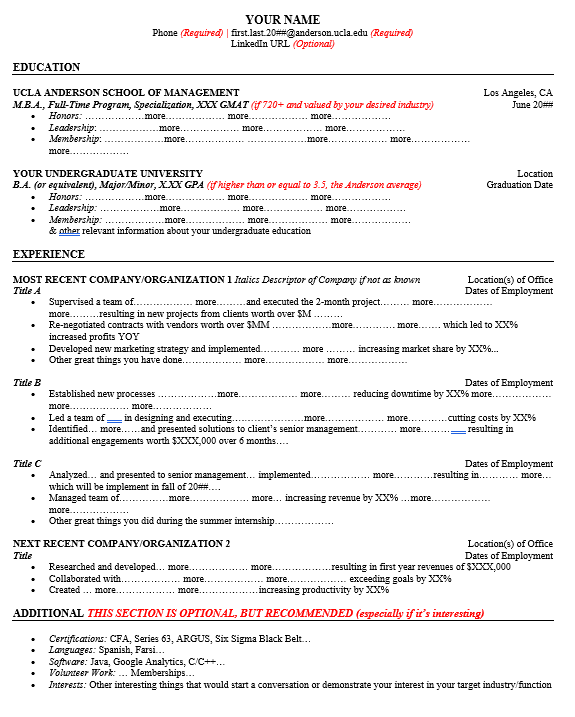 YOUR NAME
Phone (Required) | first.last.20##@anderson.ucla.edu (Required)
LinkedIn URL (Optional)
EDUCATION
UCLA ANDERSON SCHOOL OF MANAGEMENT Los Angeles, CA
M.B.A., Full-Time Program, Specialization, XXX GMAT (if 720+ and valued by your desired industry) June 20##
• Honors: ………………more……………… more……………… more………………
• Leadership: ………………more……………… more……………… more………………
• Membership: ………………more……………… more……………… more……………… ………………
more………………
YOUR UNDERGRADUATE UNIVERSITY Location
B.A. (or equivalent), Major/Minor, X.XX GPA (if higher than or equal to 3.5, the Anderson average) Graduation Date
• Honors: ………………more……………… more……………… more………………
• Leadership: ………………more……………… more……………… more………………
• Membership: ………………more……………… more……………… more………………
& other relevant information about your undergraduate education
EXPERIENCE
MOST RECENT COMPANY/ORGANIZATION 1 Italics Descriptor of Company if not as known Location(s) of Office
Title A Dates of Employment
• Supervised a team of……………… more………and executed the 2-month project……… more………………
more………resulting in new projects from clients worth over $M ………
• Re-negotiated contracts with vendors worth over $MM ………………more………… more…… which led to XX%
increased profits YOY
• Developed new marketing strategy and implemented………… more ……… increasing market share by XX%...
• Other great things you have done……………… more……………… more………………
Title B Dates of Employment
• Established new processes ………………more……………… more……… reducing downtime by XX% more………………
more……………… more………………
• Led a team of ___ in designing and executing………………more……………… more………cutting costs by XX%
• Identified… more……and presented solutions to client’s senior management………… more………___ resulting in
additional engagements worth $XXX,000 over 6 months….
Title C Dates of Employment
• Analyzed… and presented to senior management… implemented……………… more…………resulting in………… more…
which will be implement in fall of 20##….
• Managed team of………more……………… more……………… more… increasing revenue by XX% …more………………
more………………
• Other great things you did during the summer internship………………
NEXT RECENT COMPANY/ORGANIZATION 2 Location(s) of Office
Title Dates of Employment
• Researched and developed… more……………… more………………resulting in first year revenues of $XXX,000
• Collaborated with……………… more……………… more……………… exceeding goals by XX%
• Created … more……………… more………………increasing productivity by XX%
ADDITIONAL THIS SECTION IS OPTIONAL, BUT RECOMMENDED (especially if it’s interesting)
• Certifications: CFA, Series 63, ARGUS, Six Sigma Black Belt…
• Languages: Spanish, Farsi…
• Software: Java, Google Analytics, C/C++…
• Volunteer Work: … Memberships…
• Interests: Other interesting things that would start a conversation or demonstrate your interest in your target industry/function